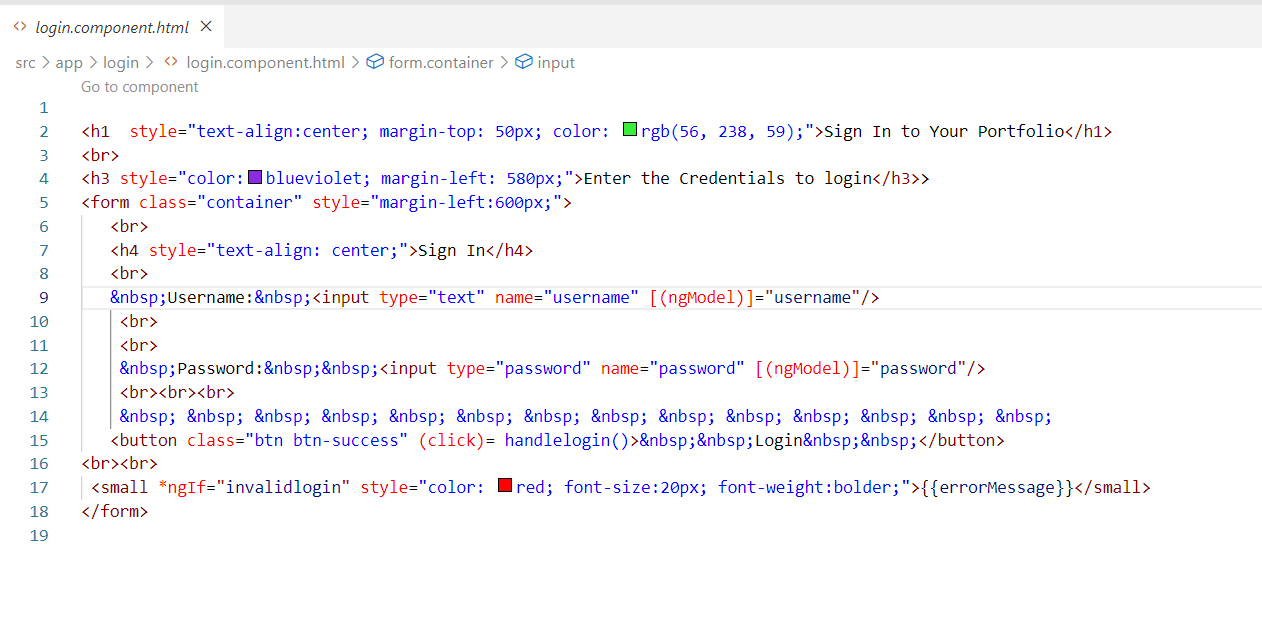 login.component.html
src > app > login > login.component.html > form.container > input
Go to component
1
2 <h1  style="text-align:center; margin-top: 50px; color: rgb(56, 238, 59);">Sign In to Your Portfolio</h1>
3 <br>
4 <h3 style="color:blueviolet; margin-left: 580px;">Enter the Credentials to login</h3>>
5 <form class="container" style="margin-left:600px;">
6    <br>
7    <h4 style="text-align: center;">Sign In</h4>
8    <br>
9    &nbsp;Username:&nbsp;<input type="text" name="username" [(ngModel)]="username"/>
10     <br>
11     <br>
12     &nbsp;Password:&nbsp;&nbsp;<input type="password" name="password" [(ngModel)]="password"/>
13     <br><br><br>
14     &nbsp; &nbsp; &nbsp; &nbsp; &nbsp; &nbsp; &nbsp; &nbsp; &nbsp; &nbsp; &nbsp; &nbsp; &nbsp; &nbsp;
15    <button class="btn btn-success" (click)= handlelogin()>&nbsp;&nbsp;Login&nbsp;&nbsp;</button>
16 <br><br>
17  <small *ngIf="invalidlogin" style="color: red; font-size:20px; font-weight:bolder;">{{errorMessage}}</small>
18 </form>
19